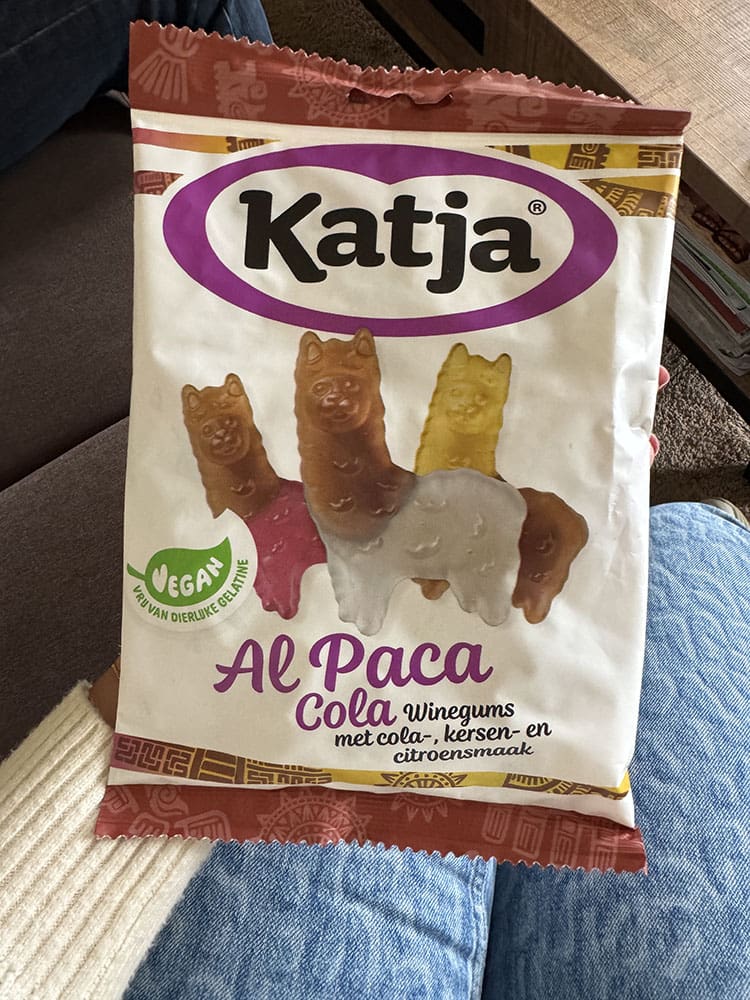 Katja®
VEGAN
VRIJ VAN DIERLIJKE GELATINE
Al Paca
Cola Winegums
met cola-, kersen- en
citroensmaak